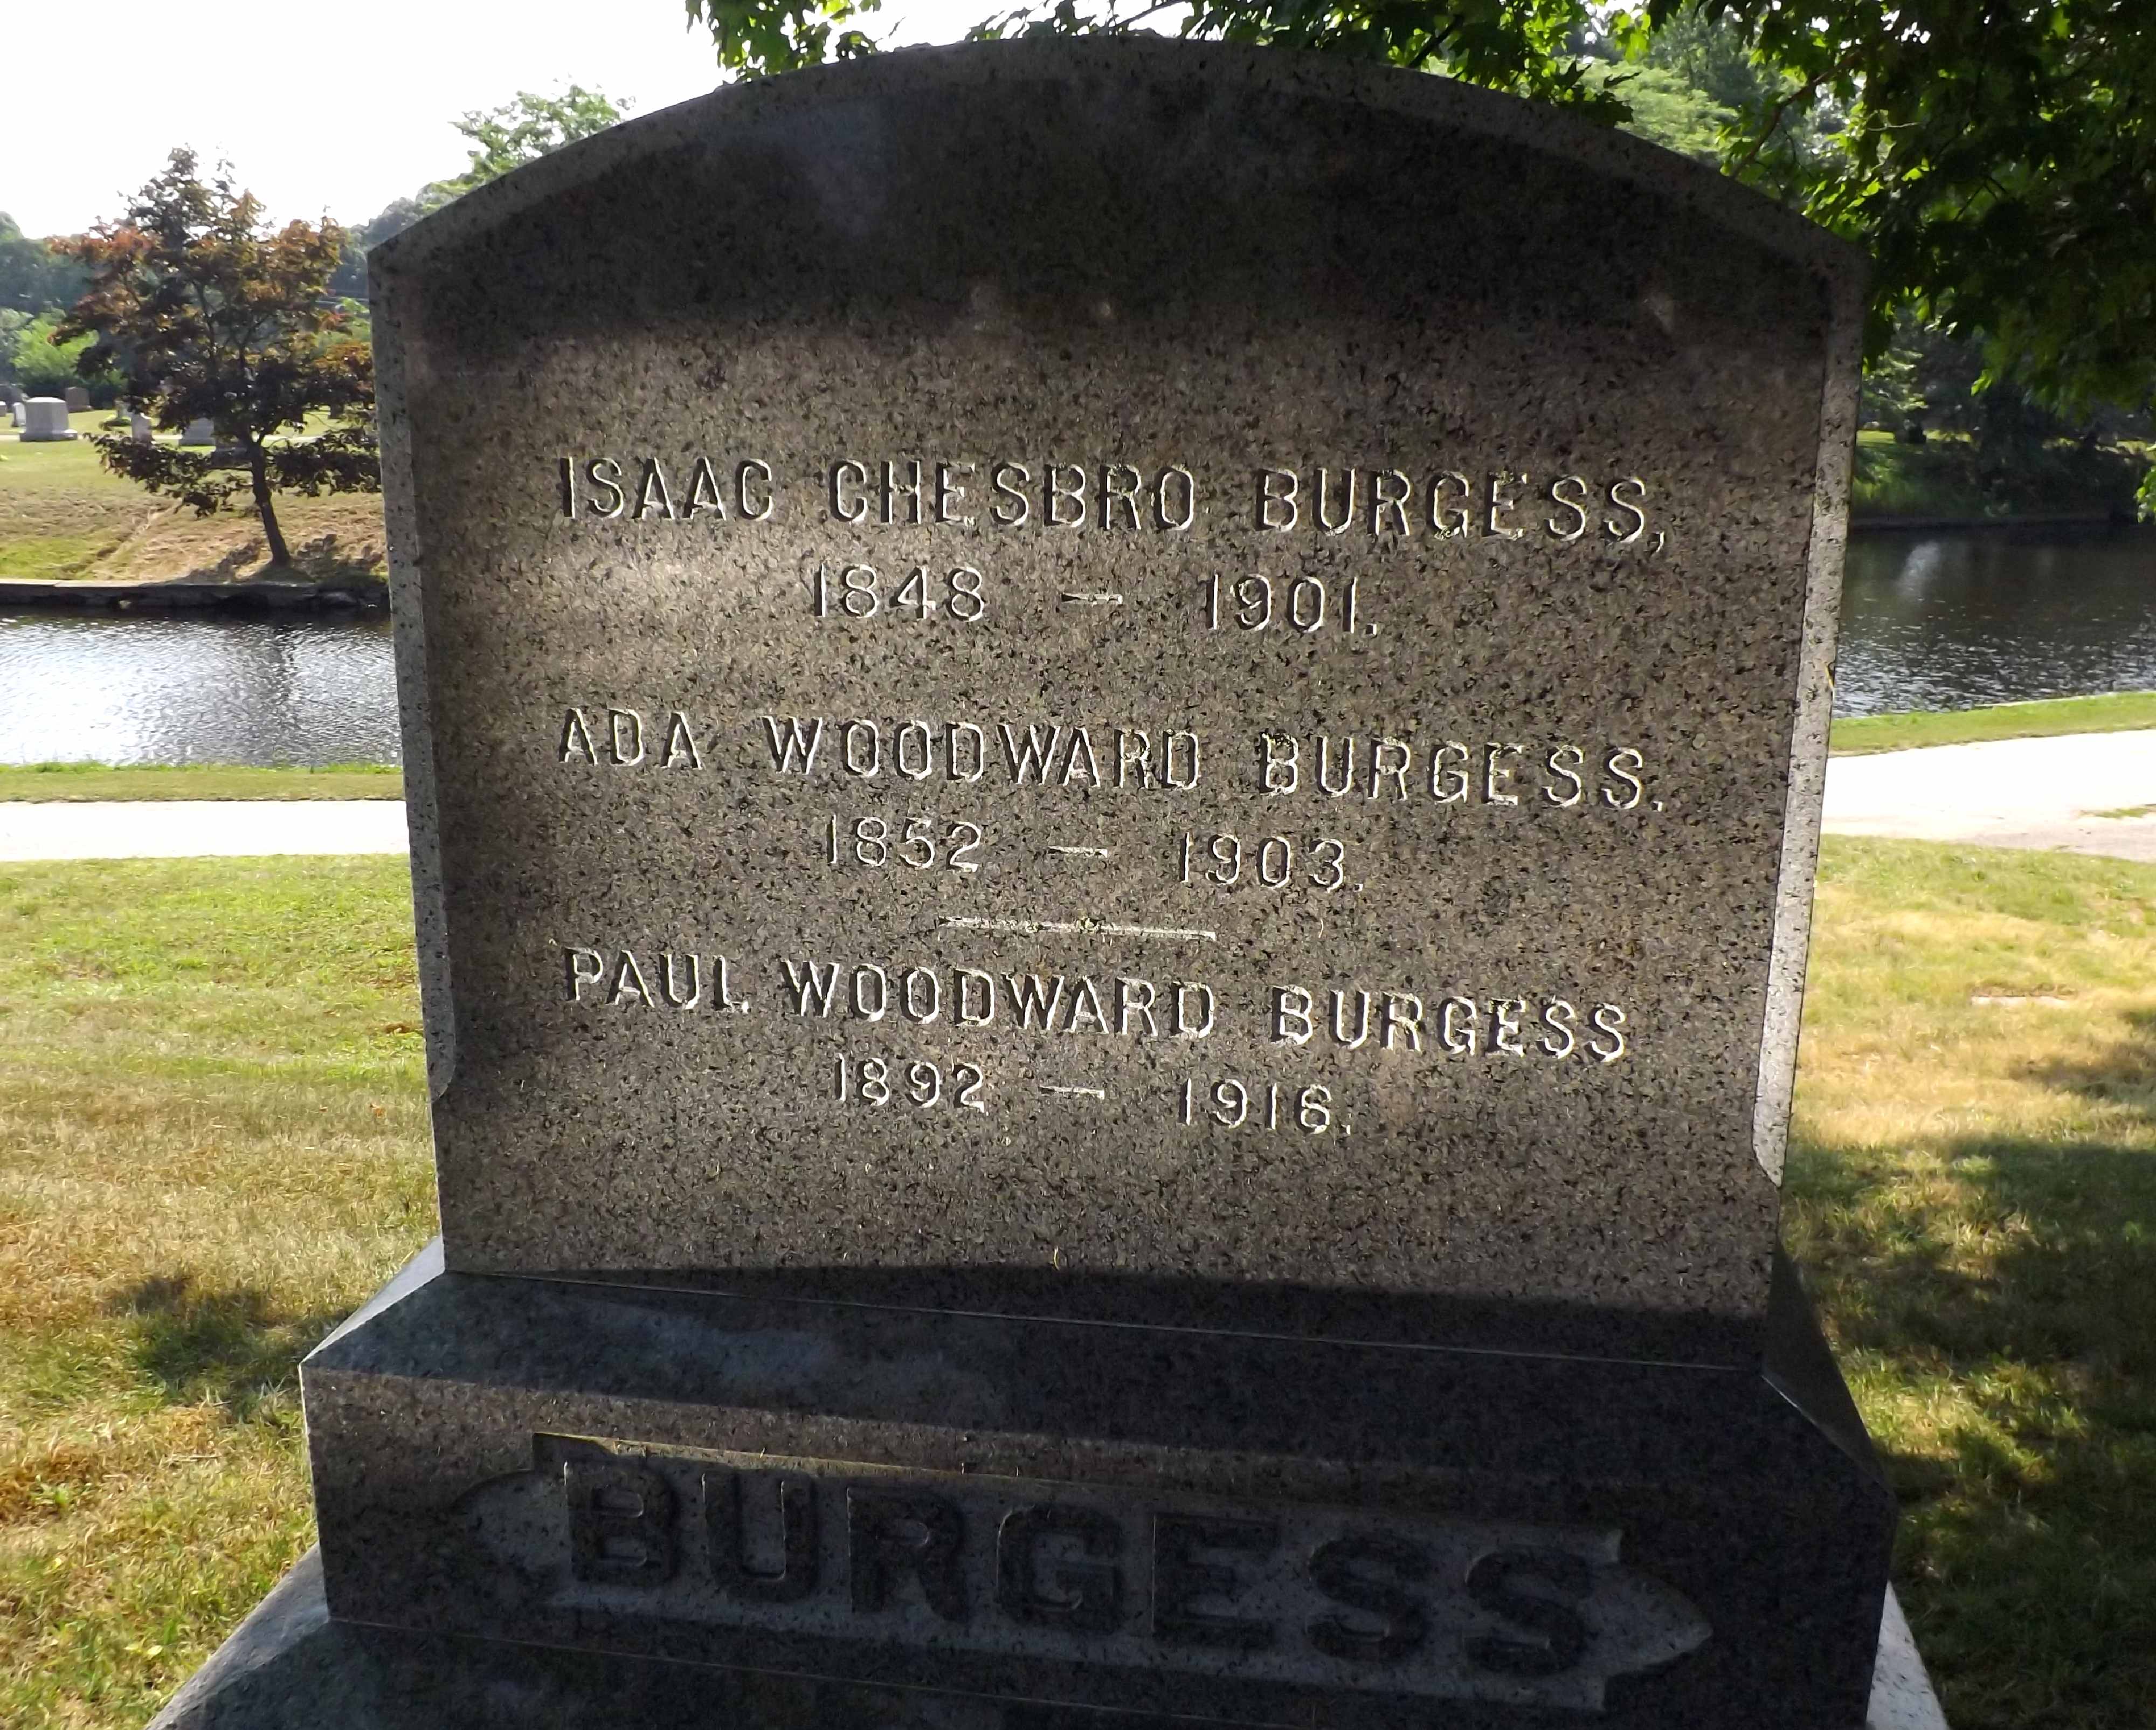 ISAAC CHESBRO BURGESS,
1848 — 1901.
ADA WOODWARD BURGESS.
1852 — 1903.
PAUL WOODWARD BURGESS
1892 — 1916.
BURGESS